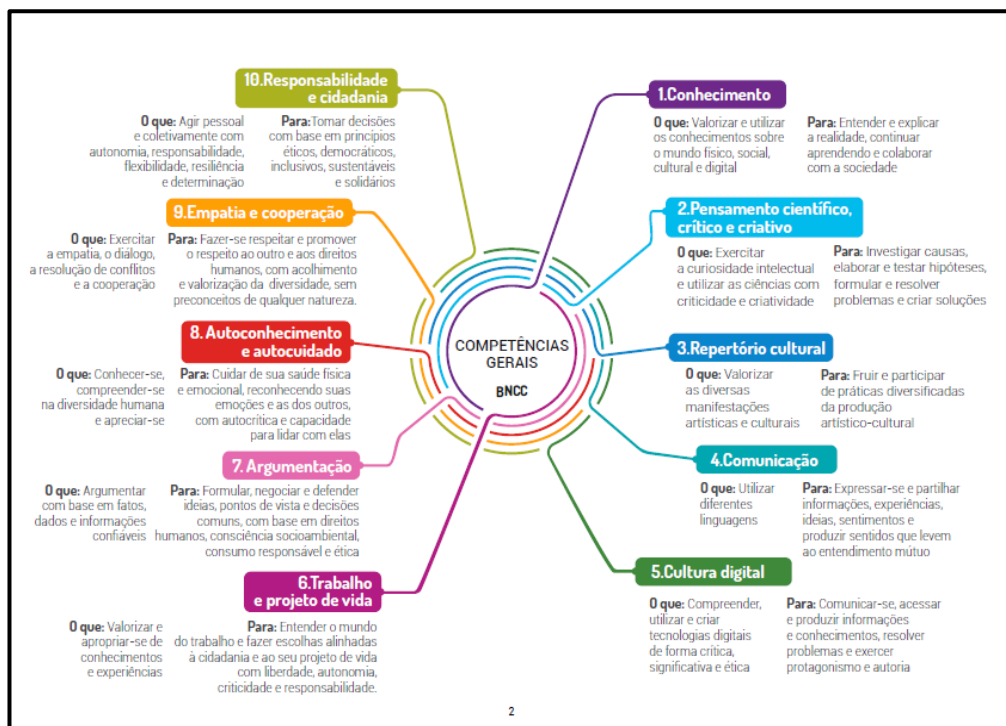 10.Responsabilidade
e cidadania
O que: Agir pessoal
e coletivamente com
autonomia, responsabilidade,
flexibilidade, resiliência
e determinação
Para:Tomar decisões
com base em princípios
éticos, democráticos,
inclusivos, sustentáveis
e solidários
9.Empatia e cooperação
O que: Exercitar
a empatia, o diálogo,
a resolução de conflitos
e a cooperação
Para: Fazer-se respeitar e promover
o respeito ao outro e aos direitos
humanos, com acolhimento
e valorização da diversidade, sem
preconceitos de qualquer natureza.
8. Autoconhecimento
e autocuidado
O que: Conhecer-se,
compreender-se
na diversidade humana
e apreciar-se
Para: Cuidar de sua saúde física
e emocional, reconhecendo suas
emoções e as dos outros,
com autocrítica e capacidade
para lidar com elas
7. Argumentação
O que: Argumentar
com base em fatos,
dados e informações
confiáveis
Para: Formular, negociar e defender
ideias, pontos de vista e decisões
comuns, com base em direitos
humanos, consciência socioambiental,
consumo responsável e ética
6.Trabalho
e projeto de vida
O que: Valorizar e
apropriar-se de
conhecimentos
e experiências
Para: Entender o mundo
do trabalho e fazer escolhas alinhadas
à cidadania e ao seu projeto de vida
com liberdade, autonomia,
criticidade e responsabilidade.
COMPETÊNCIAS
GERAIS
BNCC
1.Conhecimento
O que: Valorizar e utilizar
os conhecimentos sobre
o mundo físico, social,
cultural e digital
Para: Entender e explicar
a realidade, continuar
aprendendo e colaborar
com a sociedade
2.Pensamento científico,
crítico e criativo
O que: Exercitar
a curiosidade intelectual
e utilizar as ciências com
criticidade e criatividade
Para: Investigar causas,
elaborar e testar hipóteses,
formular e resolver
problemas e criar soluções
3.Repertório cultural
O que: Valorizar
as diversas
manifestações
artísticas e culturais
Para: Fruir e participar
de práticas diversificadas
da produção
artístico-cultural
4.Comunicação
O que: Utilizar
diferentes
linguagens
Para: Expressar-se e partilhar
informações, experiências,
ideias, sentimentos e
produzir sentidos que levem
ao entendimento mútuo
5.Cultura digital
O que: Compreender,
utilizar e criar
tecnologias digitais
de forma crítica,
significativa e ética
Para: Comunicar-se, acessar
e produzir informações
e conhecimentos, resolver
problemas e exercer
protagonismo e autoria
2